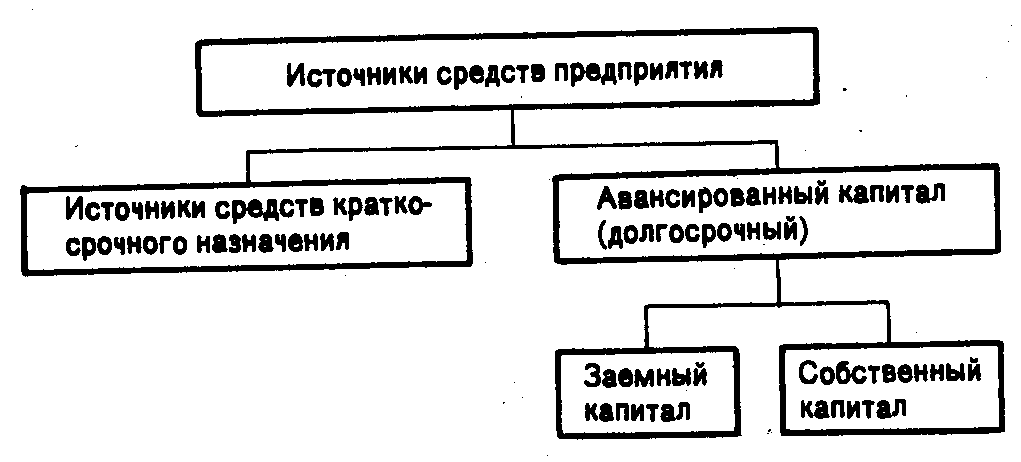 Источники средств предприятия
Источники средств кратко-
срочного назначения
Авансированный капитал
(долгосрочный)
Заемный
капитал
Собственный
капитал